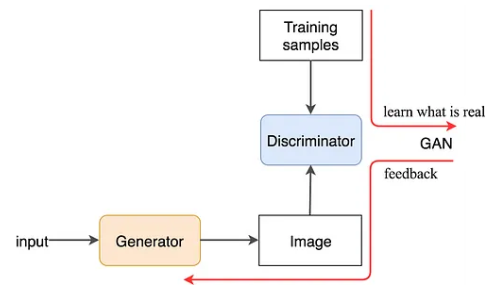 Training
samples
learn what is real
Discriminator
GAN
feedback
input
Generator
Image